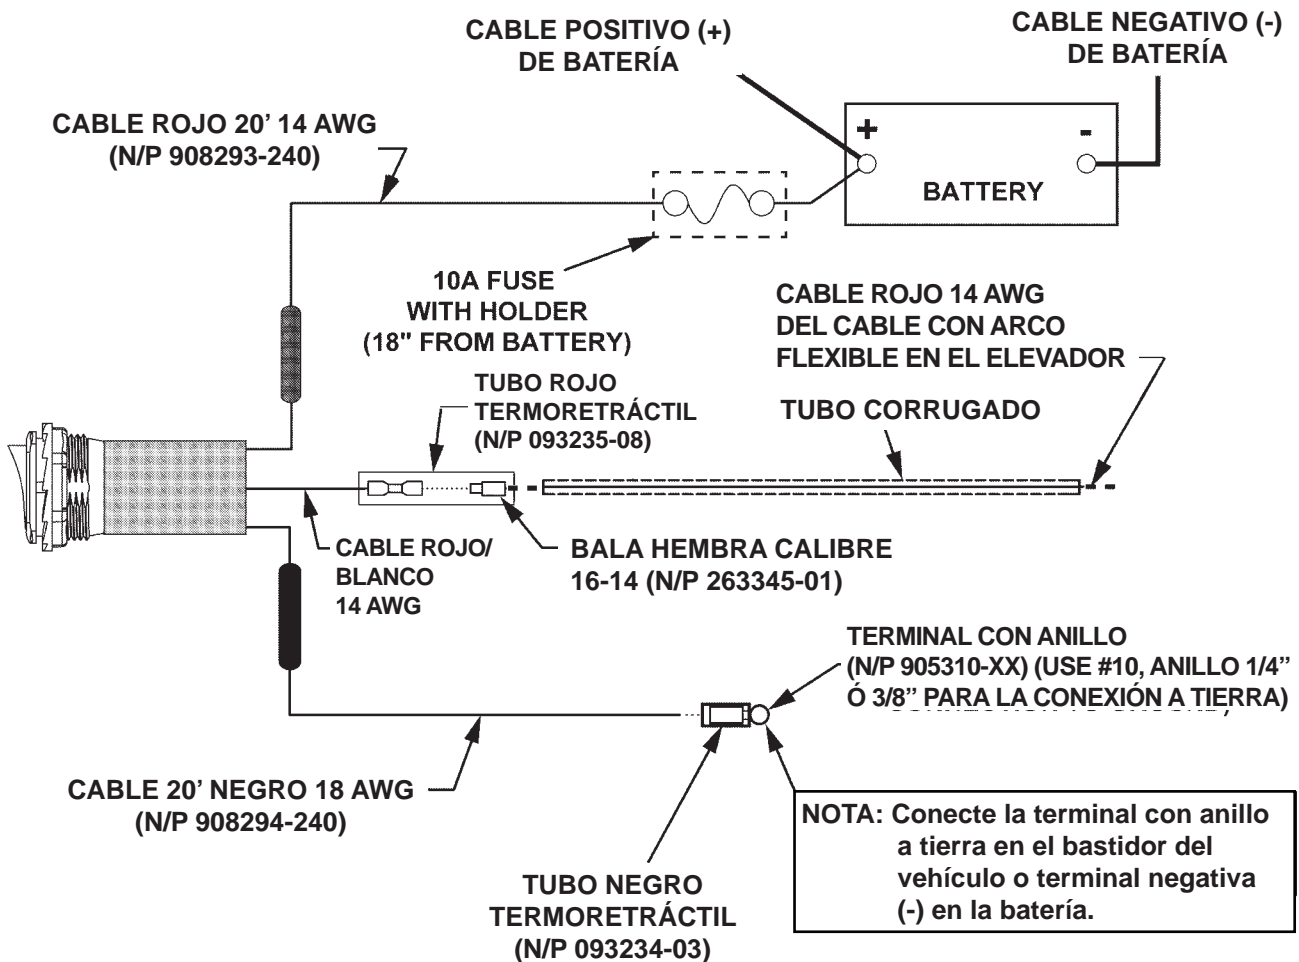 CABLE POSITIVO (+)
DE BATERÍA
CABLE NEGATIVO (-)
DE BATERÍA
CABLE ROJO 20’ 14 AWG
(N/P 908293-240)
+
-
BATTERY
10A FUSE
WITH HOLDER
(18" FROM BATTERY)
CABLE ROJO 14 AWG
DEL CABLE CON ARCO
FLEXIBLE EN EL ELEVADOR
TUBO ROJO
TERMORETRÁCTIL
(N/P 093235-08)
TUBO CORRUGADO
CABLE ROJO/
BLANCO
14 AWG
BALA HEMBRA CALIBRE
16-14 (N/P 263345-01)
TERMINAL CON ANILLO
(N/P 905310-XX) (USE #10, ANILLO 1/4”
Ó 3/8” PARA LA CONEXIÓN A TIERRA)
CABLE 20’ NEGRO 18 AWG
(N/P 908294-240)
NOTA: Conecte la terminal con anillo
a tierra en el bastidor del
vehículo o terminal negativa
(-) en la batería.
TUBO NEGRO
TERMORETRÁCTIL
(N/P 093234-03)